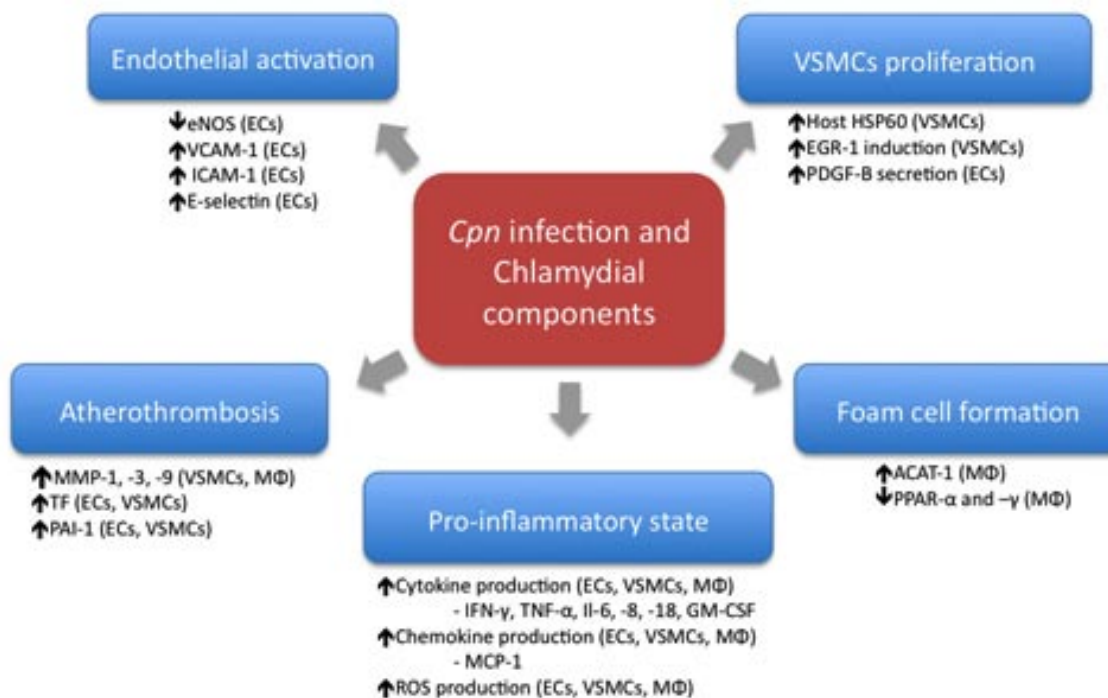 Endothelial activation
↓eNOS (ECs)
↑VCAM-1 (ECs)
↑ ICAM-1 (ECs)
↑E-selectin (ECs)
VSMCs proliferation
↑Host HSP60 (VSMCs)
↑EGR-1 induction (VSMCs)
↑PDGF-B secretion (ECs)
Cpn infection and
Chlamydial
components
Atherothrombosis
↑MMP-1, -3, -9 (VSMCs, MΦ)
↑TF (ECs, VSMCs)
↑PAI-1 (ECs, VSMCs)
Pro-inflammatory state
↑Cytokine production (ECs, VSMCs, MΦ)
- IFN-γ, TNF-α, Il-6, -8, -18, GM-CSF
↑Chemokine production (ECs, VSMCs, MΦ)
- MCP-1
↑ROS production (ECs, VSMCs, MΦ)
Foam cell formation
↑ACAT-1 (MΦ)
↓PPAR-α and –γ (MΦ)